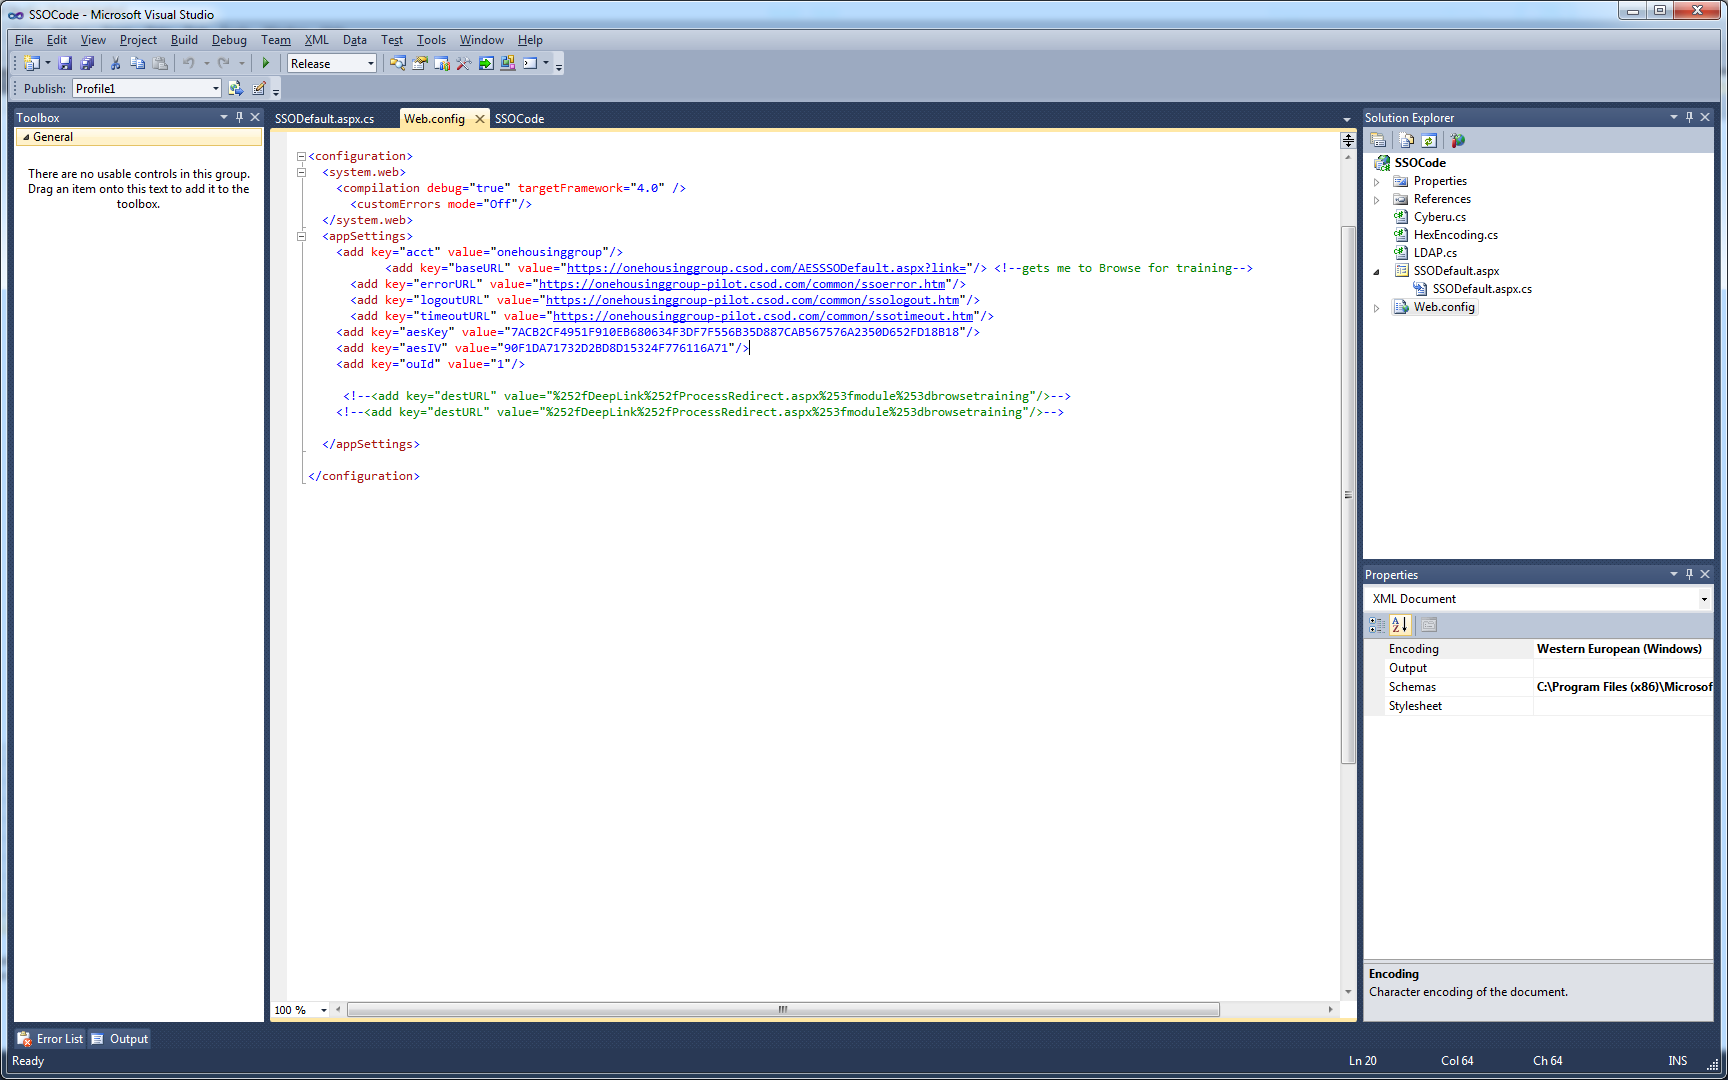 SSOCode - Microsoft Visual Studio
File Edit View Project Build Debug Team XML Data Test Tools Window Help
Release
Publish: Profile1
Toolbox
General
There are no usable controls in this group.
Drag an item onto this text to add it to the
toolbox.
SSODefault.aspx.cs Web.config SSOCode
<configuration>
<system.web>
<compilation debug="true" targetFramework="4.0" />
<customErrors mode="Off"/>
</system.web>
<appSettings>
<add key="acct" value="onehousinggroup"/>
<add key="baseURL" value="https://onehousinggroup.csod.com/AESSSODefault.aspx?link="/> <!--gets me to Browse for training-->
<add key="errorURL" value="https://onehousinggroup-pilot.csod.com/common/ssoerror.htm"/>
<add key="logoutURL" value="https://onehousinggroup-pilot.csod.com/common/ssologout.htm"/>
<add key="timeoutURL" value="https://onehousinggroup-pilot.csod.com/common/ssotimeout.htm"/>
<add key="aesKey" value="7ACB2CF4951F910EB680634F3DF7F556B35D887CAB567576A2350D652FD18B18"/>
<add key="aesIV" value="90F1DA71732D2BD8D15324F776116A71"/>
<add key="ouId" value="1"/>
<!--<add key="destURL" value="%252fDeepLink%252fProcessRedirect.aspx%253fmodule%253dbrowsetraining"/>-->
<!--<add key="destURL" value="%252fDeepLink%252fProcessRedirect.aspx%253fmodule%253dbrowsetraining"/>-->
</appSettings>
</configuration>
100 %
Solution Explorer
SSOCode
Properties
References
Cyberu.cs
HexEncoding.cs
LDAP.cs
SSODefault.aspx
SSODefault.aspx.cs
Web.config
Properties
XML Document
Encoding Western European (Windows)
Output
Schemas C:\Program Files (x86)\Microsof
Stylesheet
Encoding
Character encoding of the document.
Error List Output
Ready Ln 20 Col 64 Ch 64 INS